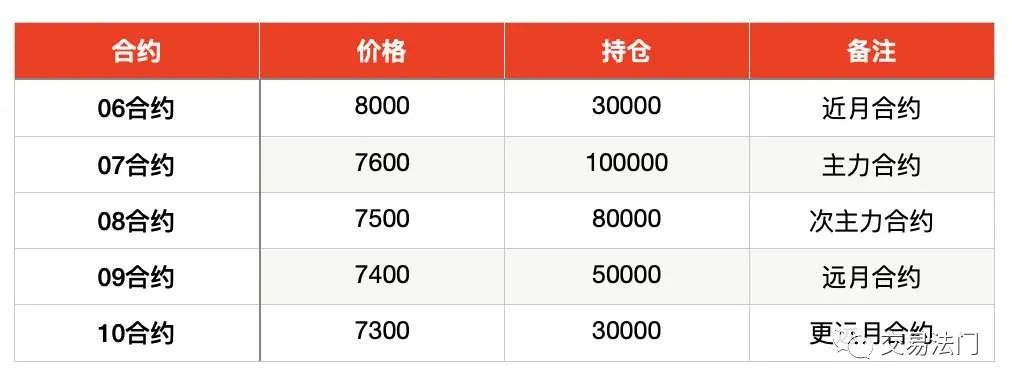 合约 价格 持仓 备注
06合约 8000 30000 近月合约
07合约 7600 100000 主力合约
08合约 7500 80000 次主力合约
09合约 7400 50000 远月合约
10合约 7300 30000 更远月合约
交易法门